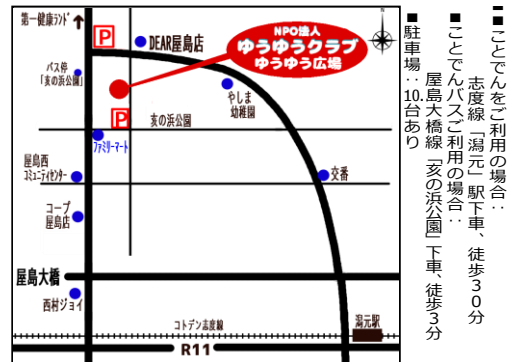 第一健康ランド
P
DEAR屋島店
NPO法人
ゆうゆうクラブ
ゆうゆう広場
バス停
「亥の浜公園」
やしま
幼稚園
P
亥の浜公園
ファミリーマート
屋島西
コミュニティセンター
交番
コープ
屋島店
屋島大橋
西村ジョイ
コトデン志度線
潟元駅
R11
■■ことでんをご利用の場合：
志度線「潟元」駅下車、徒歩３０分
■ことでんバスご利用の場合：
屋島大橋線「亥の浜公園」下車、徒歩３分
■駐車場：10.台あり